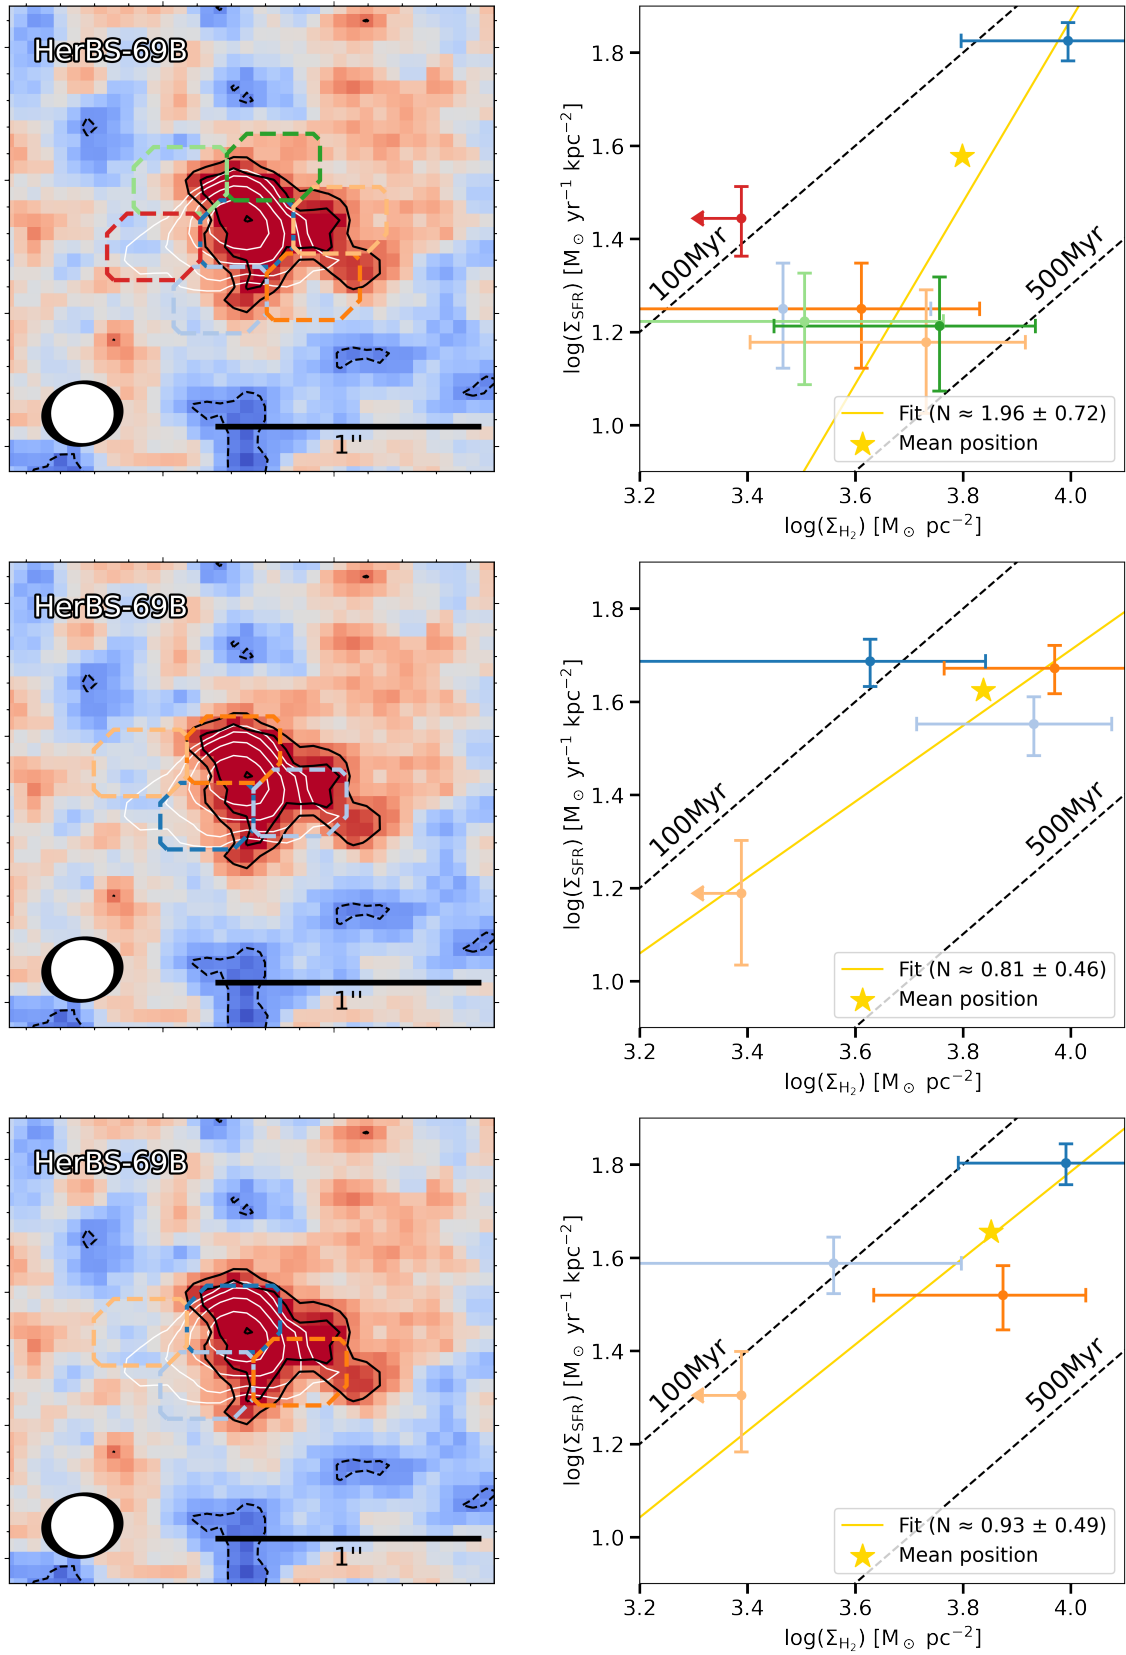 HerBS-69B
1''
1.8
1.6
1.4
1.2
1.0
log(Σ_SFR) [M_⊙ yr⁻¹ kpc⁻²]
100Myr
500Myr
Fit (N ≈ 1.96 ± 0.72)
Mean position
3.2 3.4 3.6 3.8 4.0
log(Σ_H₂) [M_⊙ pc⁻²]
HerBS-69B
1''
1.8
1.6
1.4
1.2
1.0
log(Σ_SFR) [M_⊙ yr⁻¹ kpc⁻²]
100Myr
500Myr
Fit (N ≈ 0.81 ± 0.46)
Mean position
3.2 3.4 3.6 3.8 4.0
log(Σ_H₂) [M_⊙ pc⁻²]
HerBS-69B
1''
1.8
1.6
1.4
1.2
1.0
log(Σ_SFR) [M_⊙ yr⁻¹ kpc⁻²]
100Myr
500Myr
Fit (N ≈ 0.93 ± 0.49)
Mean position
3.2 3.4 3.6 3.8 4.0
log(Σ_H₂) [M_⊙ pc⁻²]